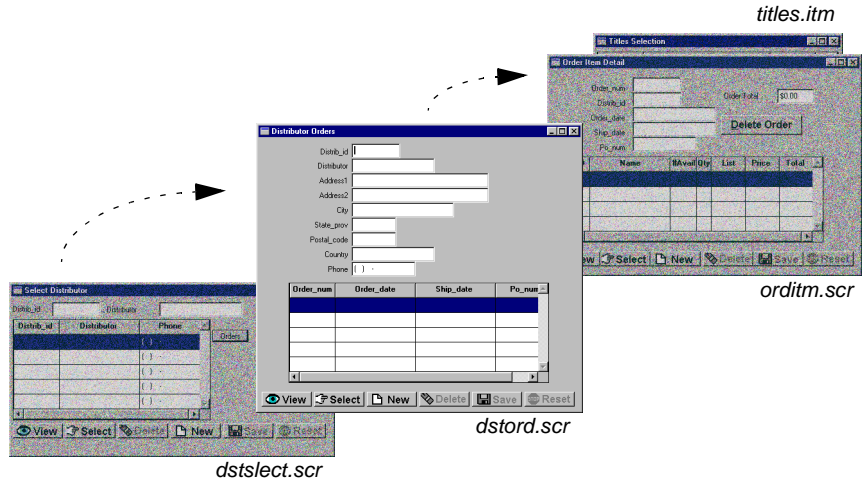 titles.itm
Titles Selection
Order Item Detail
Order_num
Distrib_id
Order_date
Ship_date
Po_num
Order Total $0.00
Delete Order
Name #Avail Qty List Price Total
Select New Delete Save Reset
orditm.scr
Distributor Orders
Distrib_id
Distributor
Address1
Address2
City
State_prov
Postal_code
Country
Phone ( ) -
Order_num Order_date Ship_date Po_num
View Select New Delete Save Reset
dstord.scr
Select Distributor
Distrib_id Distributor
Distrib_id Distributor Phone
Orders
( ) -
( ) -
( ) -
( ) -
( ) -
View Select Delete New Save Reset
dstslect.scr